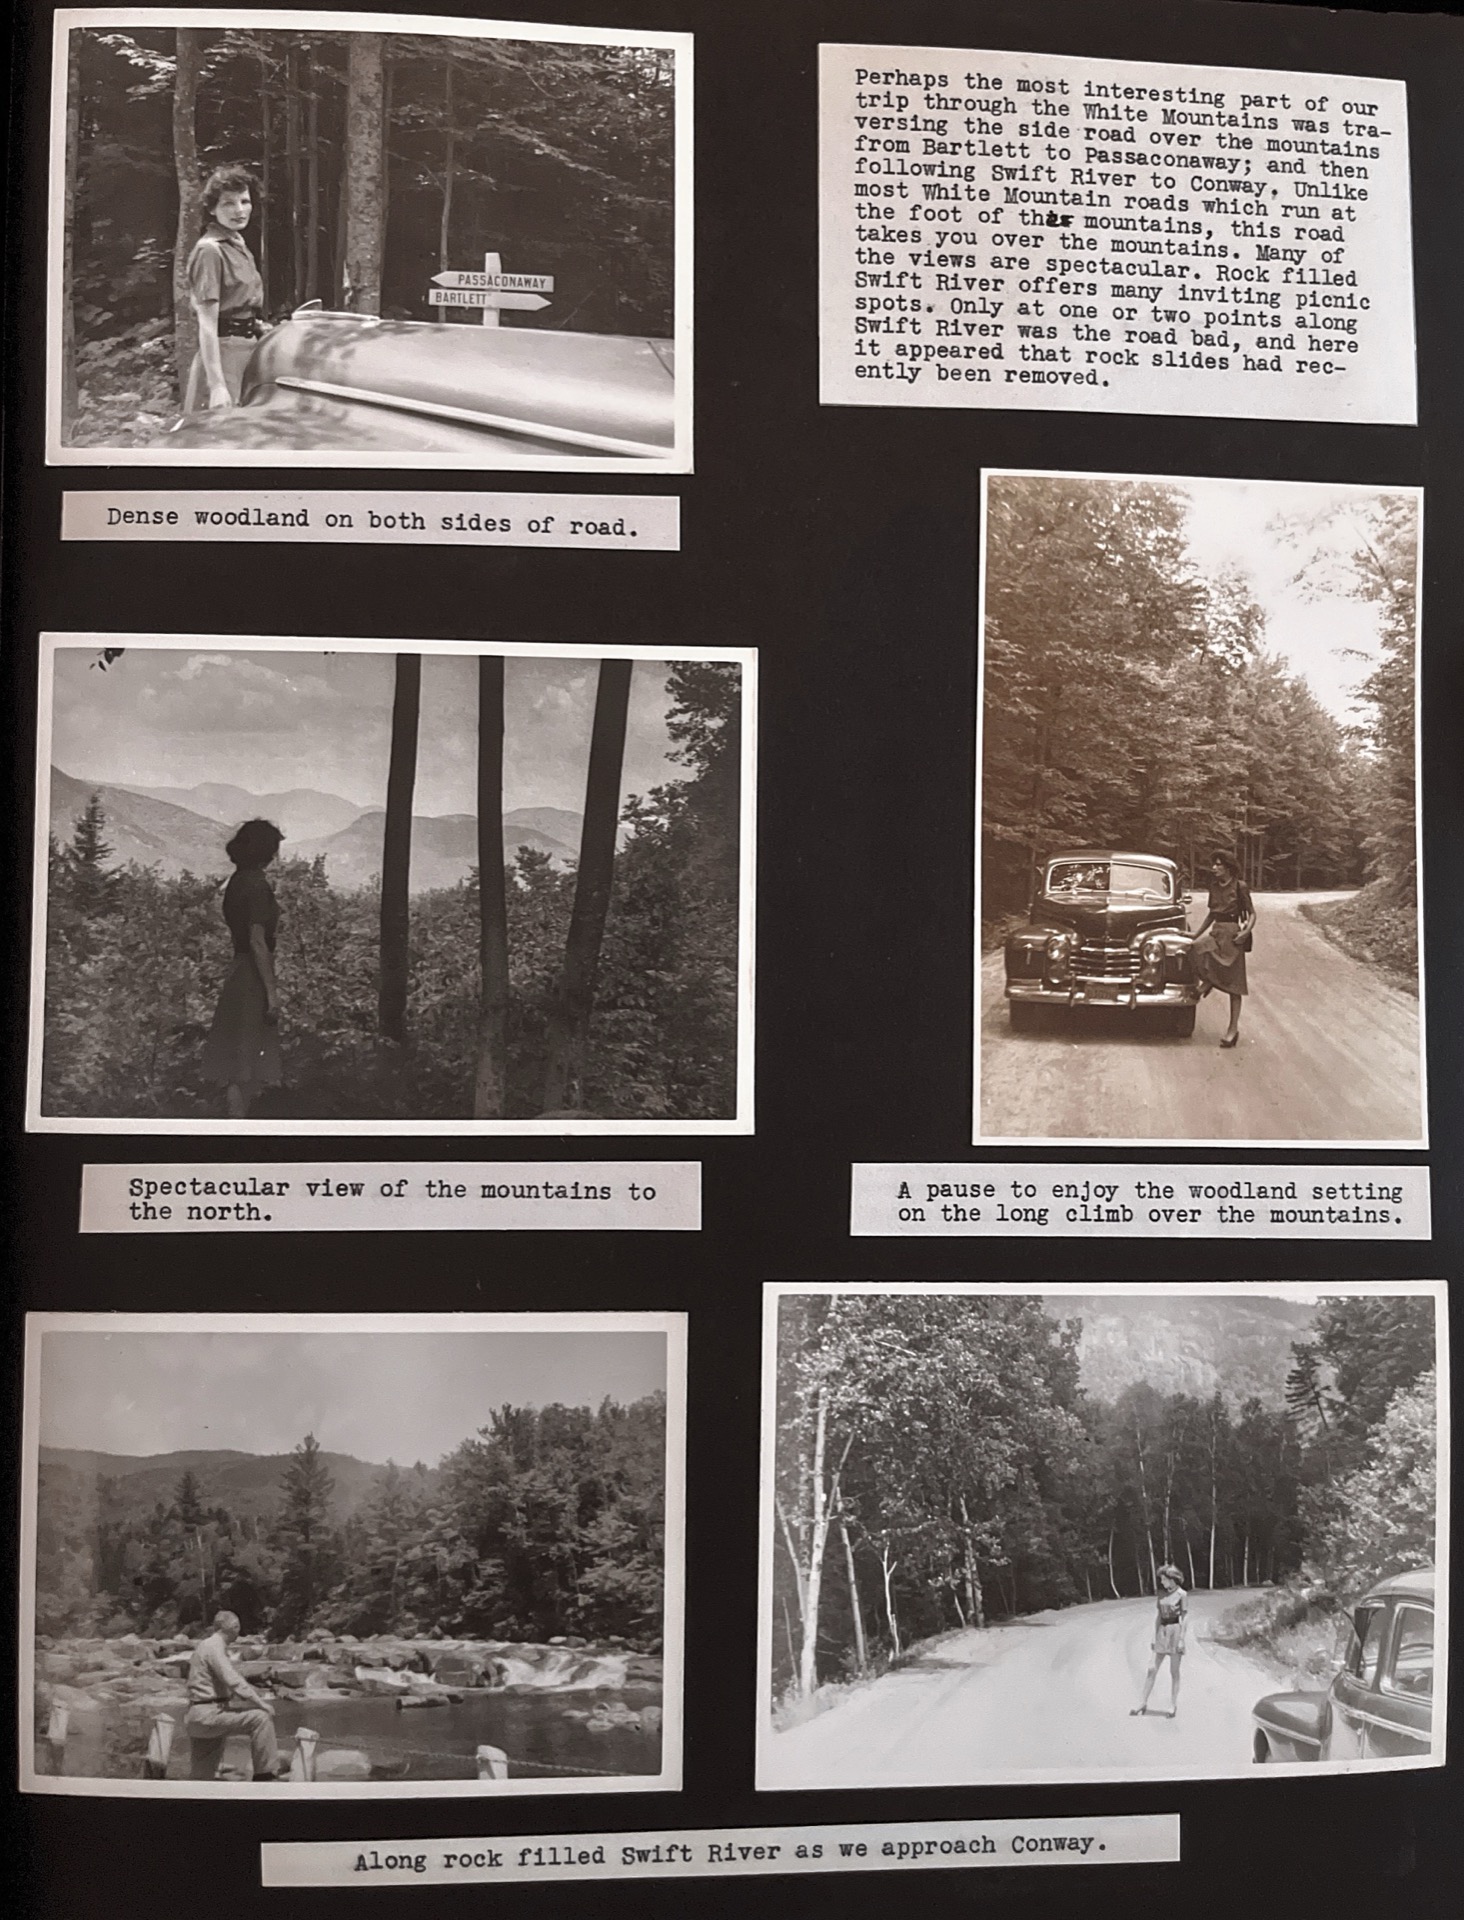 PASSACONAWAY
BARTLETT
Perhaps the most interesting part of our
trip through the White Mountains was tra-
versing the side road over the mountains
from Bartlett to Passaconaway; and then
following Swift River to Conway. Unlike
most White Mountain roads which run at
the foot of the mountains, this road
takes you over the mountains. Many of
the views are spectacular. Rock filled
Swift River offers many inviting picnic
spots. Only at one or two points along
Swift River was the road bad, and here
it appeared that rock slides had rec-
ently been removed.
Dense woodland on both sides of road.
Spectacular view of the mountains to
the north.
A pause to enjoy the woodland setting
on the long climb over the mountains.
Along rock filled Swift River as we approach Conway.